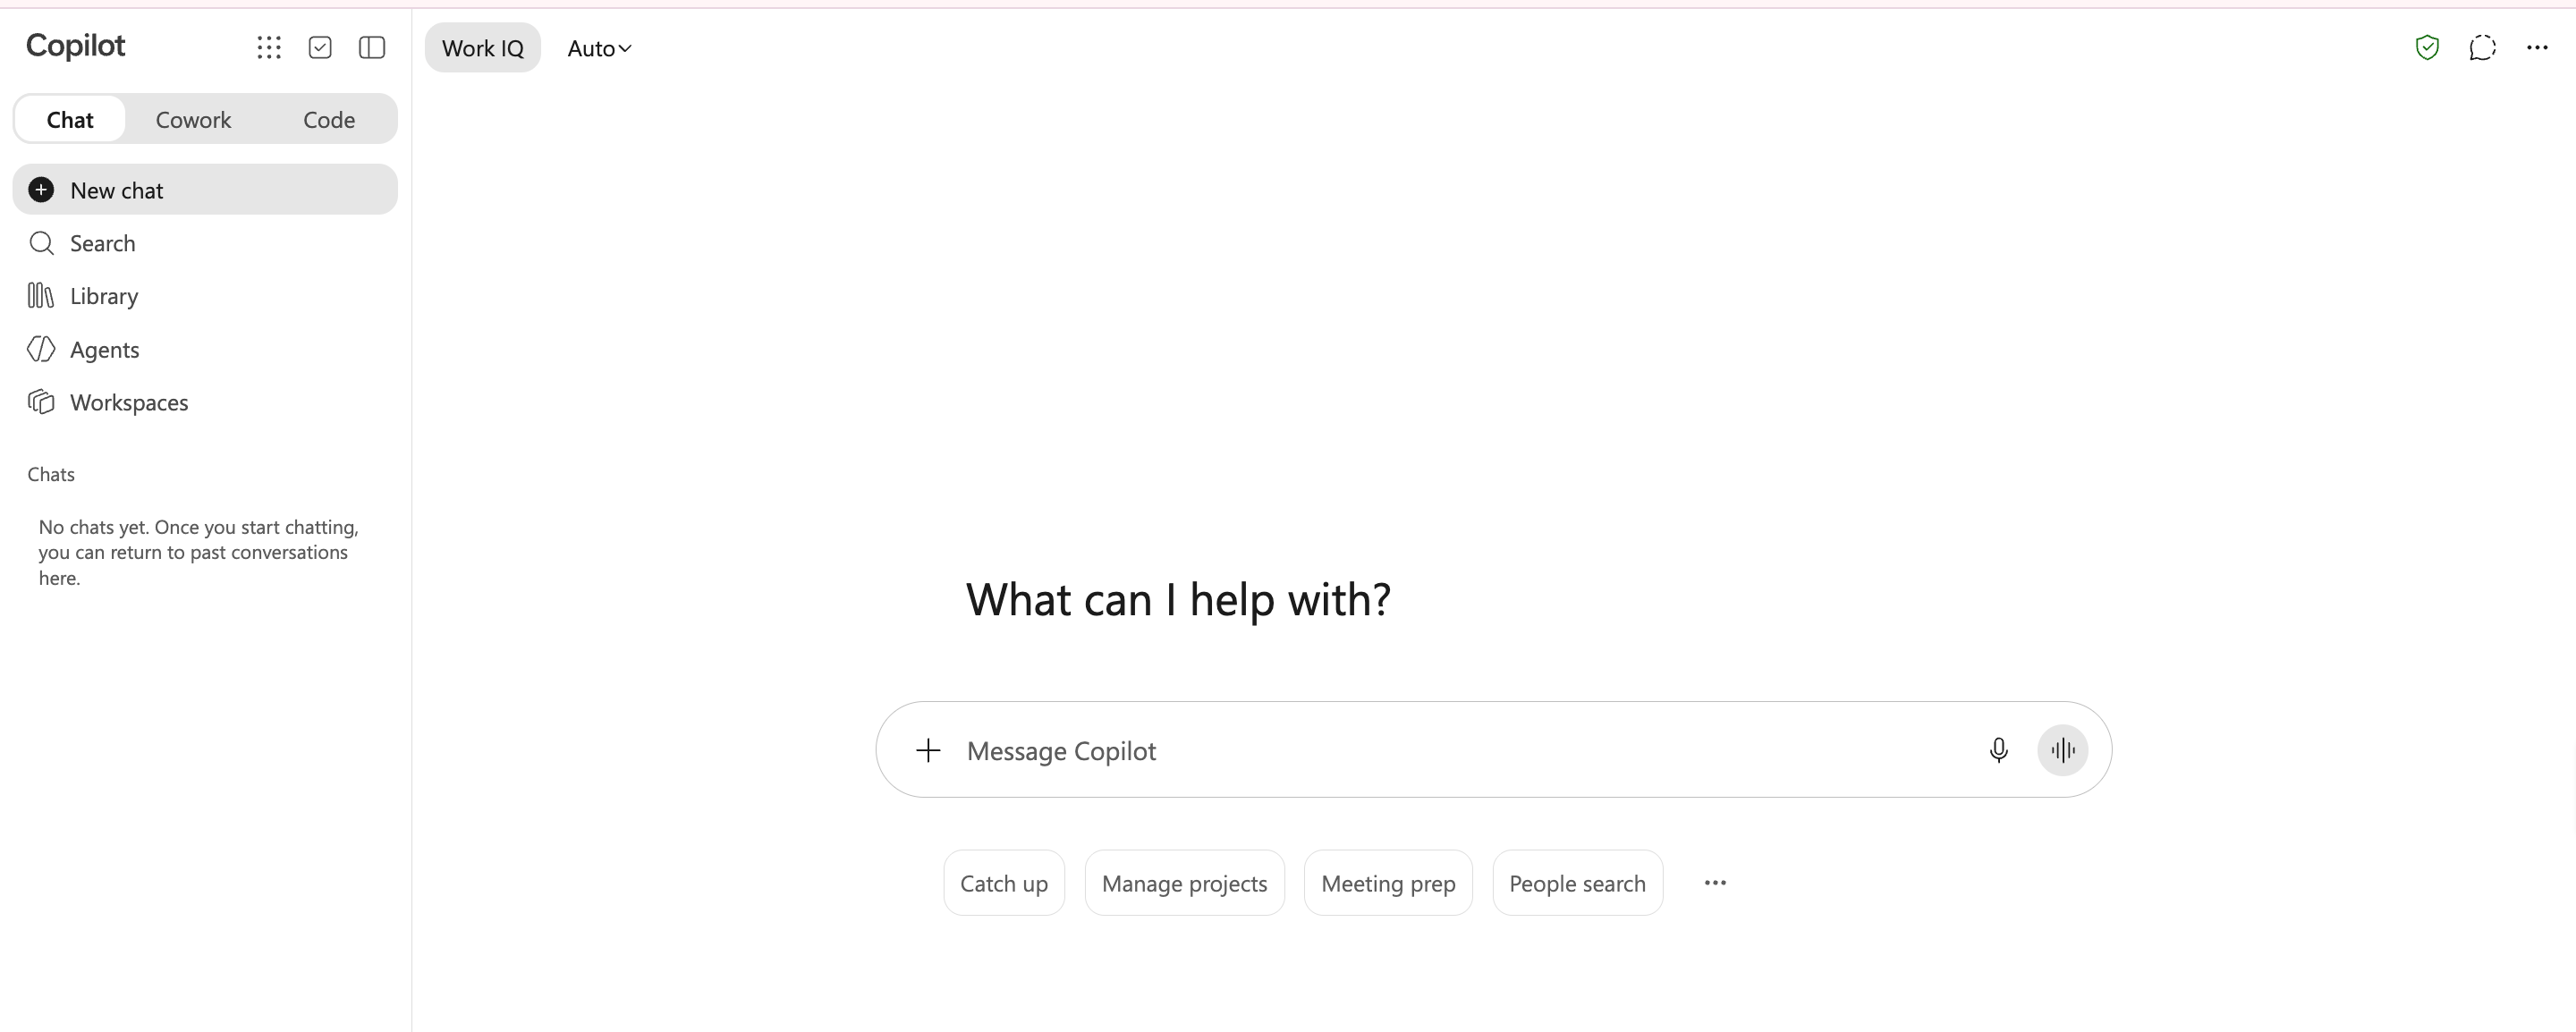 Copilot
Work IQ
Auto
Chat
Cowork
Code
New chat
Search
Library
Agents
Workspaces
Chats
No chats yet. Once you start chatting,
you can return to past conversations
here.
What can I help with?
Message Copilot
Catch up
Manage projects
Meeting prep
People search